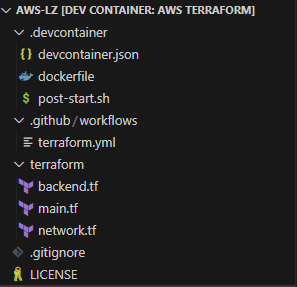 AWS-LZ [DEV CONTAINER: AWS TERRAFORM]
.devcontainer
{} devcontainer.json
dockerfile
$ post-start.sh
.github/workflows
terraform.yml
terraform
backend.tf
main.tf
network.tf
.gitignore
LICENSE